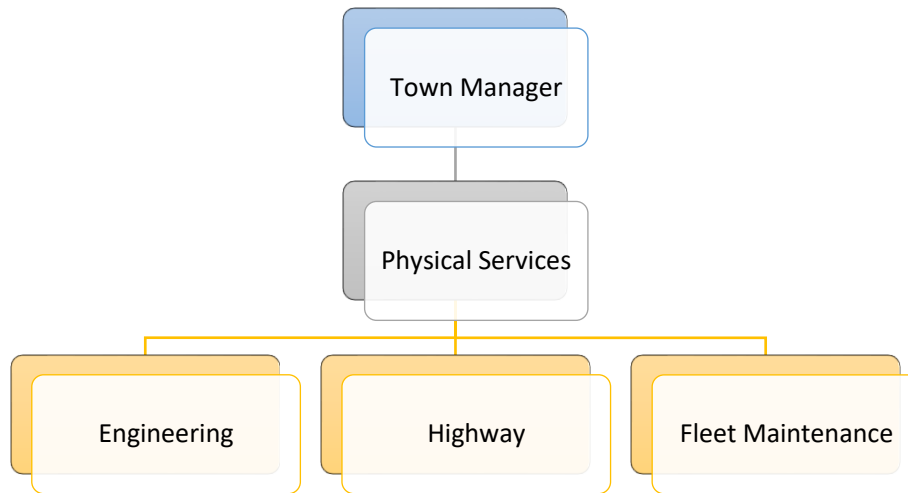 Town Manager
Physical Services
Engineering
Highway
Fleet Maintenance